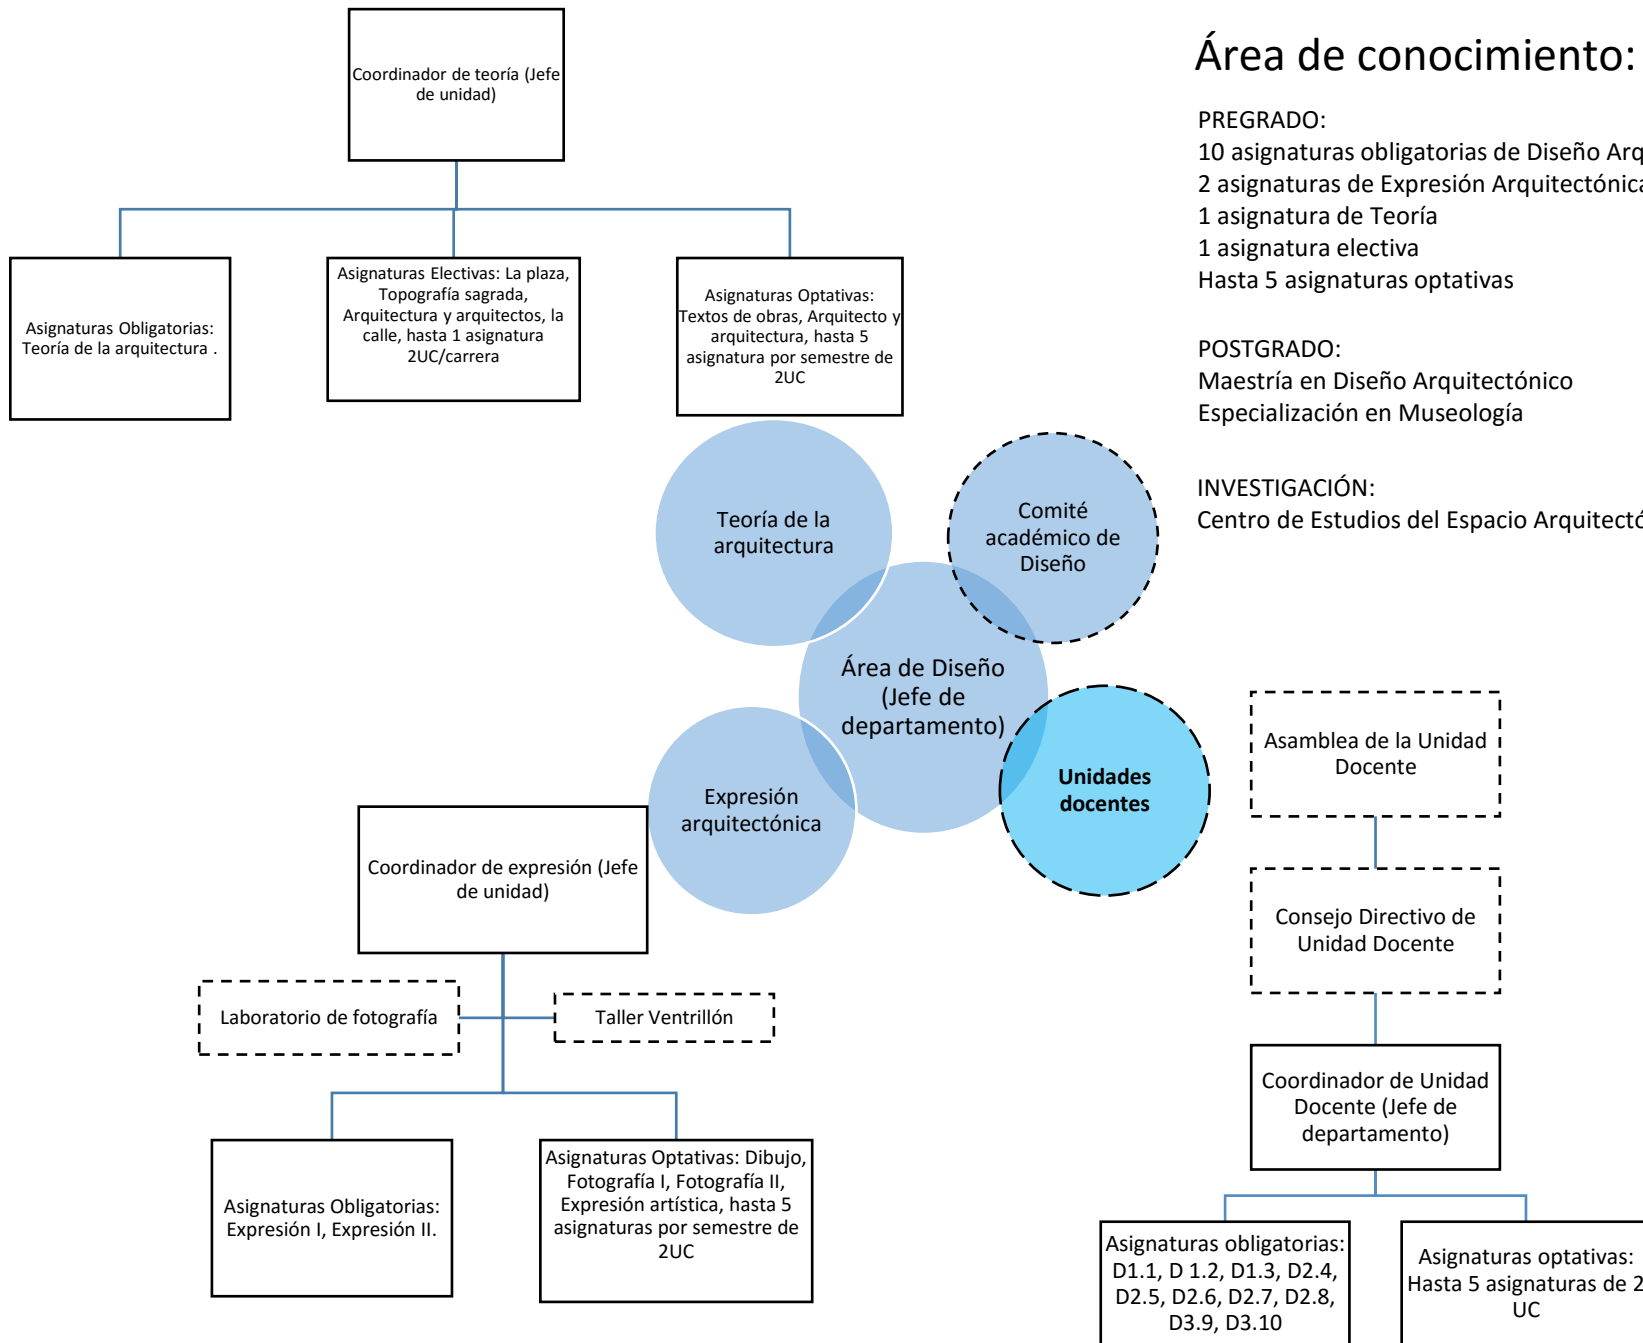 Área de conocimiento:
PREGRADO:
10 asignaturas obligatorias de Diseño
2 asignaturas de Expresión
1 asignatura de Teoría
1 asignatura electiva
Hasta 5 asignaturas optativas
POSTGRADO:
Maestría en Diseño Arquitectónico
Especialización en Museología
INVESTIGACIÓN:
Centro de Estudios del Espacio
Coordinador de teoría (Jefe
de unidad)
Asignaturas Obligatorias:
Teoría de la arquitectura .
Asignaturas Electivas: La plaza,
Topografía sagrada,
Arquitectura y arquitectos, la
calle, hasta 1 asignatura
2UC/carrera
Asignaturas Optativas:
Textos de obras, Arquitecto y
arquitectura, hasta 5
asignatura por semestre de
2UC
Teoría de la
arquitectura
Comité
académico de
Diseño
Área de Diseño
(Jefe de
departamento)
Unidades
docentes
Expresión
arquitectónica
Coordinador de expresión (Jefe
de unidad)
Laboratorio de fotografía
Taller Ventrillón
Asignaturas Obligatorias:
Expresión I, Expresión II.
Asignaturas Optativas: Dibujo,
Fotografía I, Fotografía II,
Expresión artística, hasta 5
asignaturas por semestre de
2UC
Asamblea de la Unidad
Docente
Consejo Directivo de
Unidad Docente
Coordinador de Unidad
Docente (Jefe de
departamento)
Asignaturas obligatorias:
D1.1, D 1.2, D1.3, D2.4,
D2.5, D2.6, D2.7, D2.8,
D3.9, D3.10
Asignaturas optativas:
Hasta 5 asignaturas de 2
UC